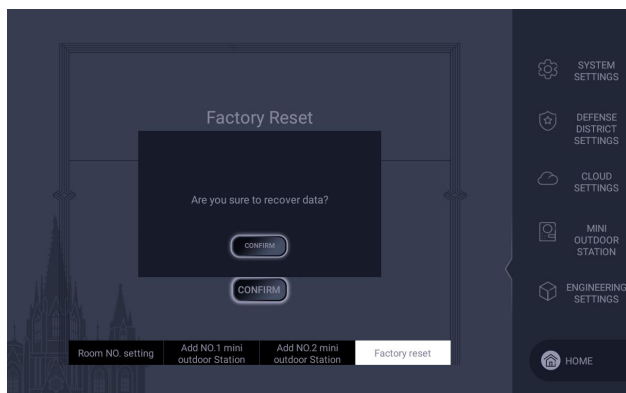 Factory Reset
Are you sure to recover data?
CONFIRM
CONFIRM
Room NO. setting
Add NO.1 mini
outdoor Station
Add NO.2 mini
outdoor Station
Factory reset
SYSTEM
SETTINGS
DEFENSE
DISTRICT
SETTINGS
CLOUD
SETTINGS
MINI
OUTDOOR
STATION
ENGINEERING
SETTINGS
HOME